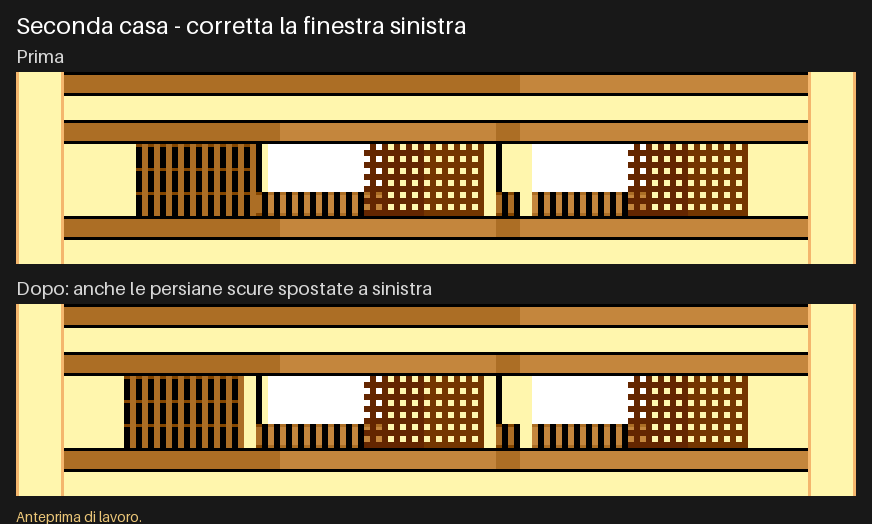 Seconda casa - corretta la finestra sinistra
Prima
Dopo: anche le persiane scure spostate a sinistra
Anteprima di lavoro.